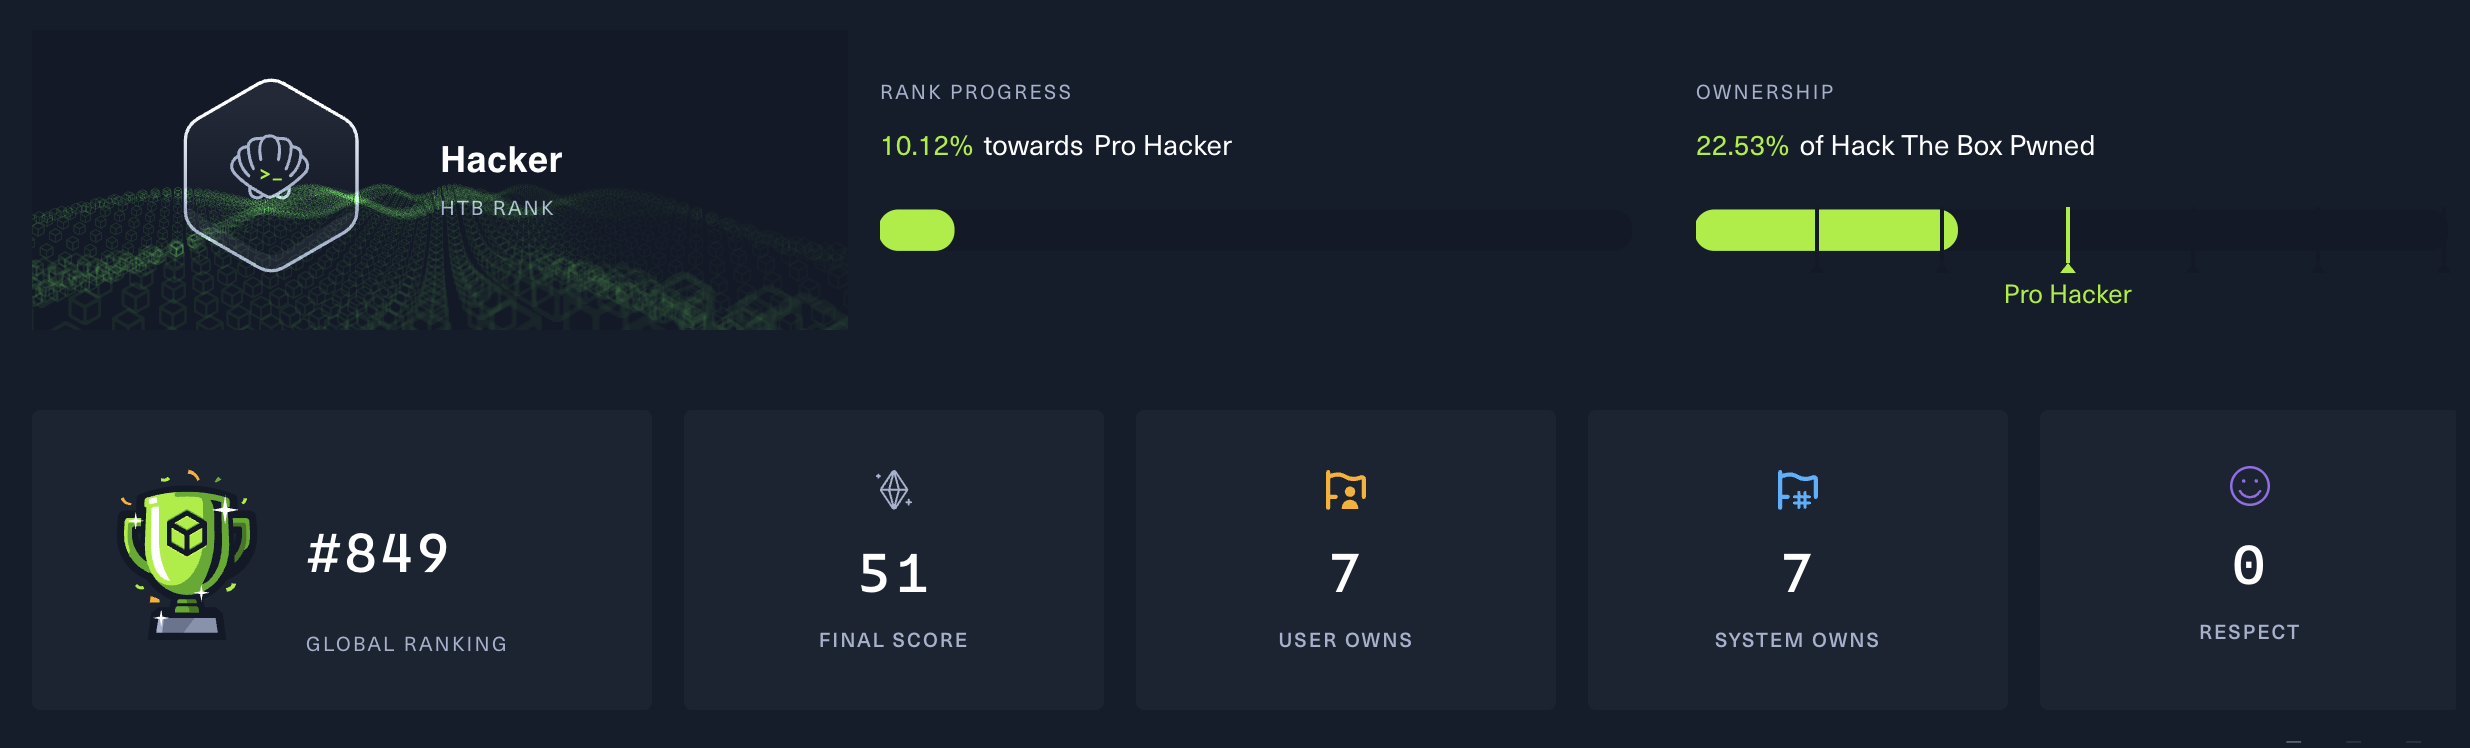 >_
Hacker
HTB RANK
RANK PROGRESS
10.12% towards Pro Hacker
OWNERSHIP
22.53% of Hack The Box Pwned
Pro Hacker
#849
GLOBAL RANKING
51
FINAL SCORE
7
USER OWNS
7
SYSTEM OWNS
0
RESPECT